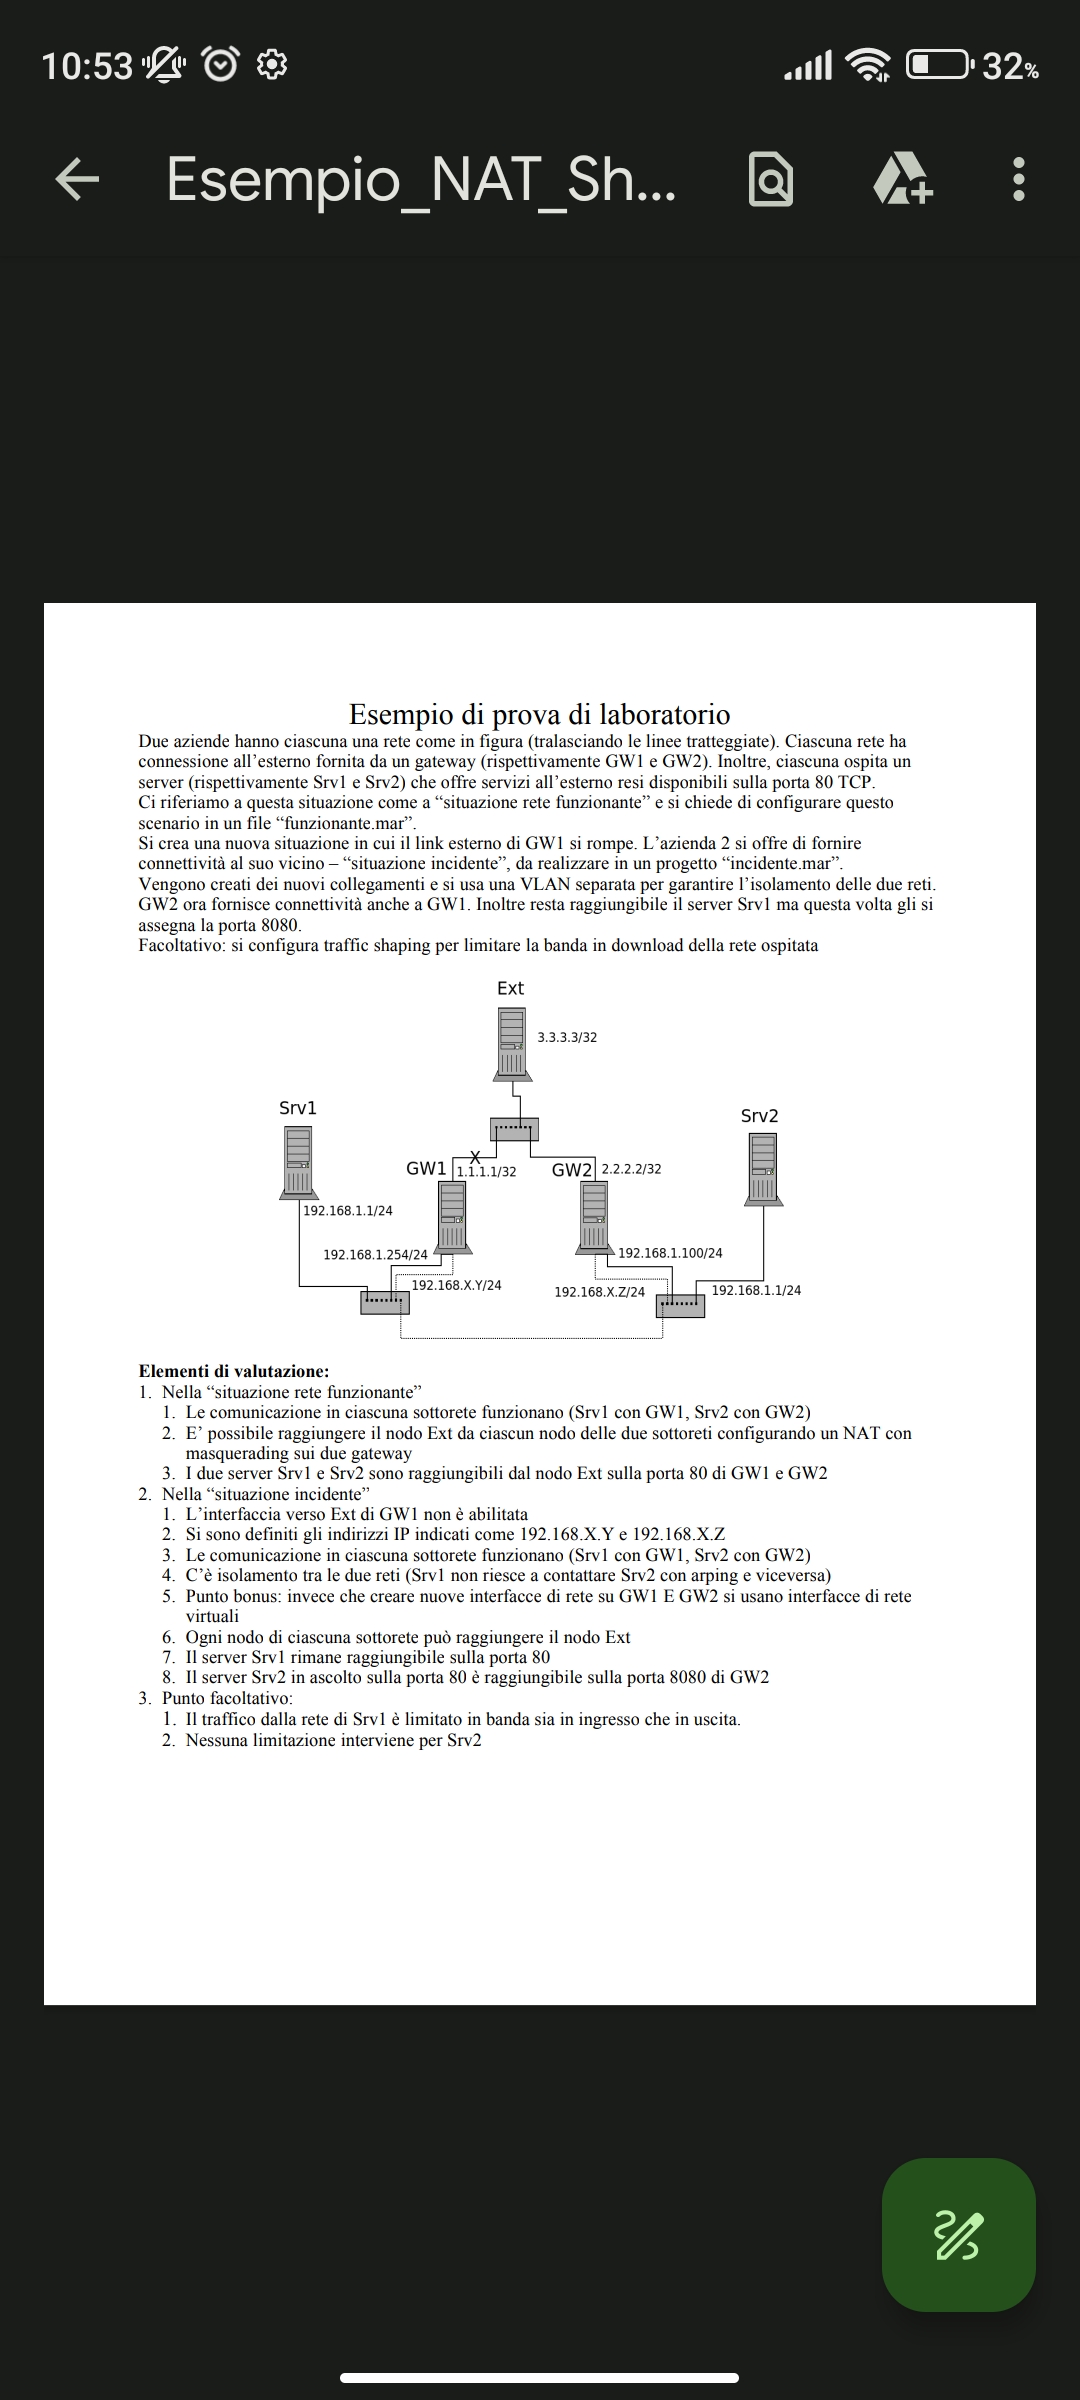 10:53
32%
Esempio_NAT_Sh...
Esempio di prova di laboratorio
Due aziende hanno ciascuna una rete come in figura (tralasciando le linee tratteggiate). Ciascuna rete ha
connessione all’esterno fornita da un gateway (rispettivamente GW1 e GW2). Inoltre, ciascuna ospita un
server (rispettivamente Srv1 e Srv2) che offre servizi all’esterno resi disponibili sulla porta 80 TCP.
Ci riferiamo a questa situazione come a “situazione rete funzionante” e si chiede di configurare questo
scenario in un file “funzionante.mar”.
Si crea una nuova situazione in cui il link esterno di GW1 si rompe. L’azienda 2 si offre di fornire
connettività al suo vicino – “situazione incidente”, da realizzare in un progetto “incidente.mar”.
Vengono creati dei nuovi collegamenti e si usa una VLAN separata per garantire l’isolamento delle due reti.
GW2 ora fornisce connettività anche a GW1. Inoltre resta raggiungibile il server Srv1 ma questa volta gli si
assegna la porta 8080.
Facoltativo: si configura traffic shaping per limitare la banda in download della rete ospitata
Ext
3.3.3.3/32
Srv1
Srv2
X
GW1
1.1.1.1/32
GW2
2.2.2.2/32
192.168.1.1/24
192.168.1.254/24
192.168.1.100/24
192.168.X.Y/24
192.168.X.Z/24
192.168.1.1/24
Elementi di valutazione:
1. Nella “situazione rete funzionante”
1. Le comunicazione in ciascuna sottorete funzionano (Srv1 con GW1, Srv2 con GW2)
2. E’ possibile raggiungere il nodo Ext da ciascun nodo delle due sottoreti configurando un NAT con
masquerading sui due gateway
3. I due server Srv1 e Srv2 sono raggiungibili dal nodo Ext sulla porta 80 di GW1 e GW2
2. Nella “situazione incidente”
1. L’interfaccia verso Ext di GW1 non è abilitata
2. Si sono definiti gli indirizzi IP indicati come 192.168.X.Y e 192.168.X.Z
3. Le comunicazione in ciascuna sottorete funzionano (Srv1 con GW1, Srv2 con GW2)
4. C’è isolamento tra le due reti (Srv1 non riesce a contattare Srv2 con arping e viceversa)
5. Punto bonus: invece che creare nuove interfacce di rete su GW1 E GW2 si usano interfacce di rete
virtuali
6. Ogni nodo di ciascuna sottorete può raggiungere il nodo Ext
7. Il server Srv1 rimane raggiungibile sulla porta 80
8. Il server Srv2 in ascolto sulla porta 80 è raggiungibile sulla porta 8080 di GW2
3. Punto facoltativo:
1. Il traffico dalla rete di Srv1 è limitato in banda sia in ingresso che in uscita.
2. Nessuna limitazione interviene per Srv2